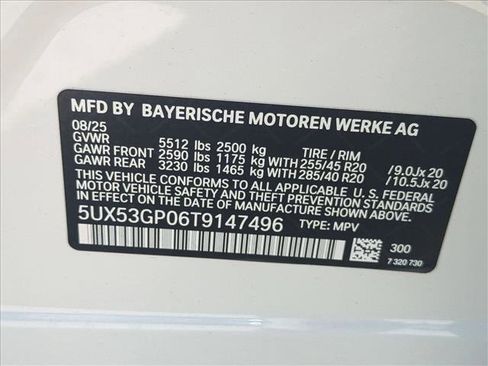 MFD BY BAYERISCHE MOTOREN WERKE AG
08/25
GVWR 5512 lbs 2500 kg TIRE / RIM
GAWR FRONT 2590 lbs 1175 kg WITH 255/45 R20 /9.0Jx 20
GAWR REAR 3230 lbs 1465 kg WITH 285/40 R20 /10.5Jx 20
THIS VEHICLE CONFORMS TO ALL APPLICABLE U. S. FEDERAL
MOTOR VEHICLE SAFETY, BUMPER, AND THEFT PREVENTION
STANDARDS IN EFFECT ON THE DATE OF MANUFACTURE SHOWN ABOVE.
5UX53GP06T9147496 TYPE: MPV
300
7 320 730